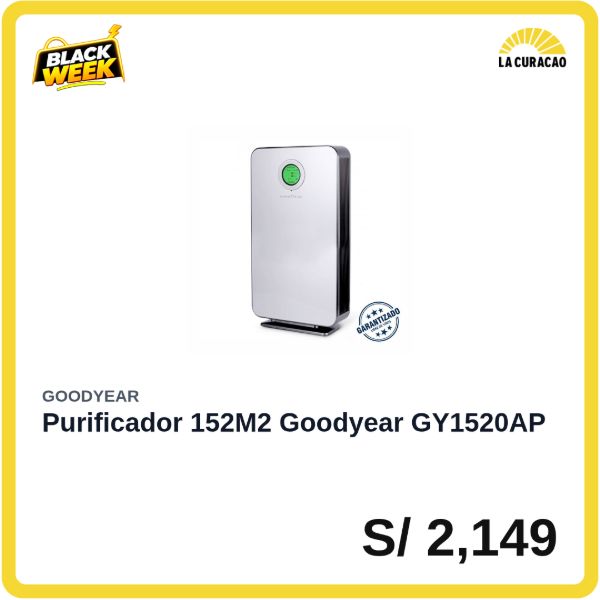 BLACK
WEEK
LA CURACAO
GARANTIZADO
GOODYEAR
Purificador 152M2 Goodyear GY1520AP
S/ 2,149